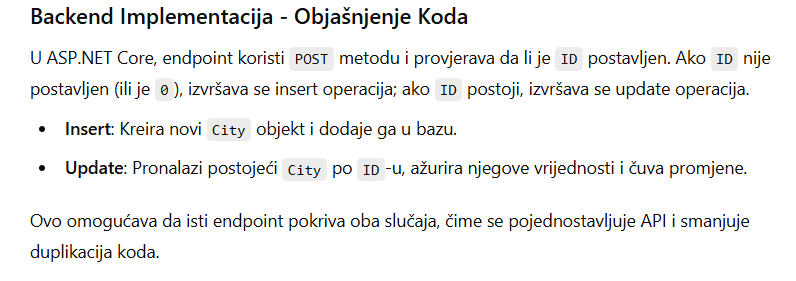 Backend Implementacija - Objašnjenje Koda
U ASP.NET Core, endpoint koristi POST metodu i provjerava da li je ID postavljen. Ako ID nije
postavljen (ili je 0), izvršava se insert operacija; ako ID postoji, izvršava se update operacija.
• Insert: Kreira novi City objekt i dodaje ga u bazu.
• Update: Pronalazi postojeći City po ID-u, ažurira njegove vrijednosti i čuva promjene.
Ovo omogućava da isti endpoint pokriva oba slučaja, čime se pojednostavljuje API i smanjuje
duplikacija koda.